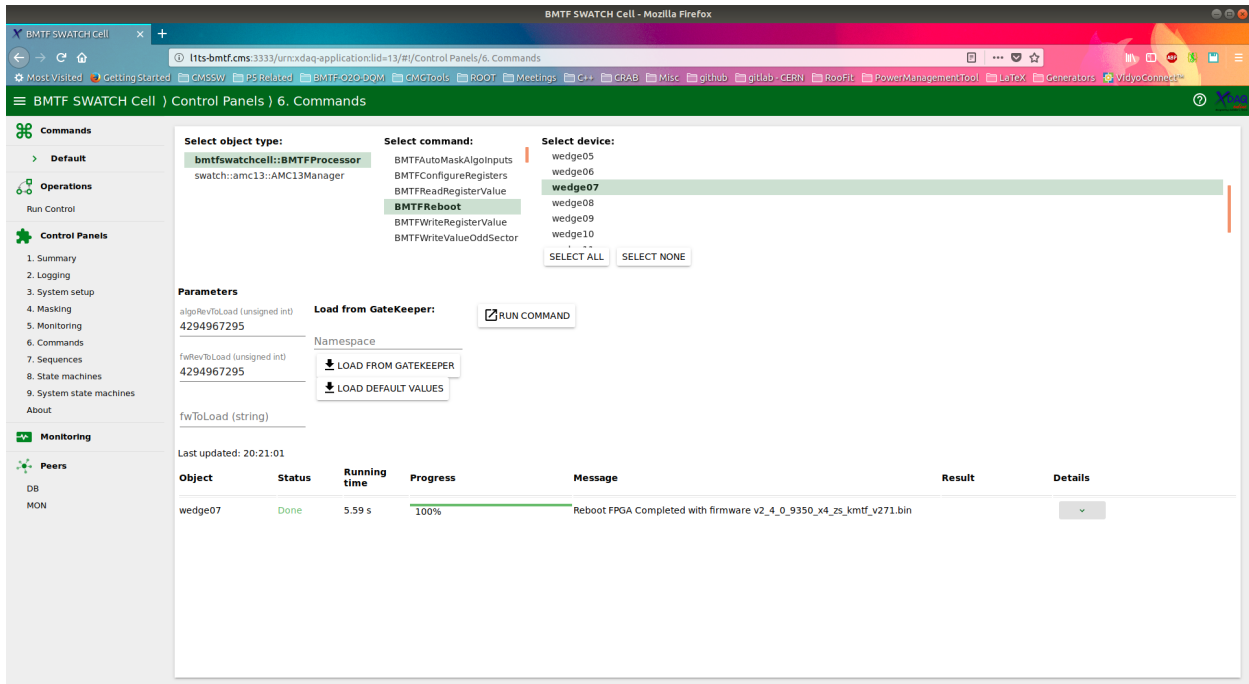 BMTF SWATCH Cell - Mozilla Firefox
BMTF SWATCH Cell × +
l1ts-bmtf.cms:3333/urn:xdaq-application:lid=13/#!/Control Panels/6. Commands
Most Visited Getting Started CMSSW P5 Related BMTF-O2O-DQM CMGTools ROOT Meetings C++ CRAB Misc github gitlab-CERN RooFit PowerManagementTool LaTeX Generators VidyoConnect™
BMTF SWATCH Cell ) Control Panels ) 6. Commands
XDAQ
Commands
Default
Operations
Run Control
Control Panels
1. Summary
2. Logging
3. System setup
4. Masking
5. Monitoring
6. Commands
7. Sequences
8. State machines
9. System state machines
About
Monitoring
Peers
DB
MON
Select object type:
bmtfswatchcell::BMTFProcessor
swatch::amc13::AMC13Manager
Select command:
BMTFAutoMaskAlgoInputs
BMTFConfigureRegisters
BMTFReadRegisterValue
BMTFReboot
BMTFWriteRegisterValue
BMTFWriteValueOddSector
Select device:
wedge05
wedge06
wedge07
wedge08
wedge09
wedge10
SELECT ALL SELECT NONE
Parameters
algoRevToLoad (unsigned int)
4294967295
fwRevToLoad (unsigned int)
4294967295
fwToLoad (string)
Load from GateKeeper:
Namespace
LOAD FROM GATEKEEPER
LOAD DEFAULT VALUES
RUN COMMAND
Last updated: 20:21:01
Object Status Running time Progress Message Result Details
wedge07 Done 5.59 s 100% Reboot FPGA Completed with firmware v2_4_0_9350_x4_zs_kmtf_v271.bin